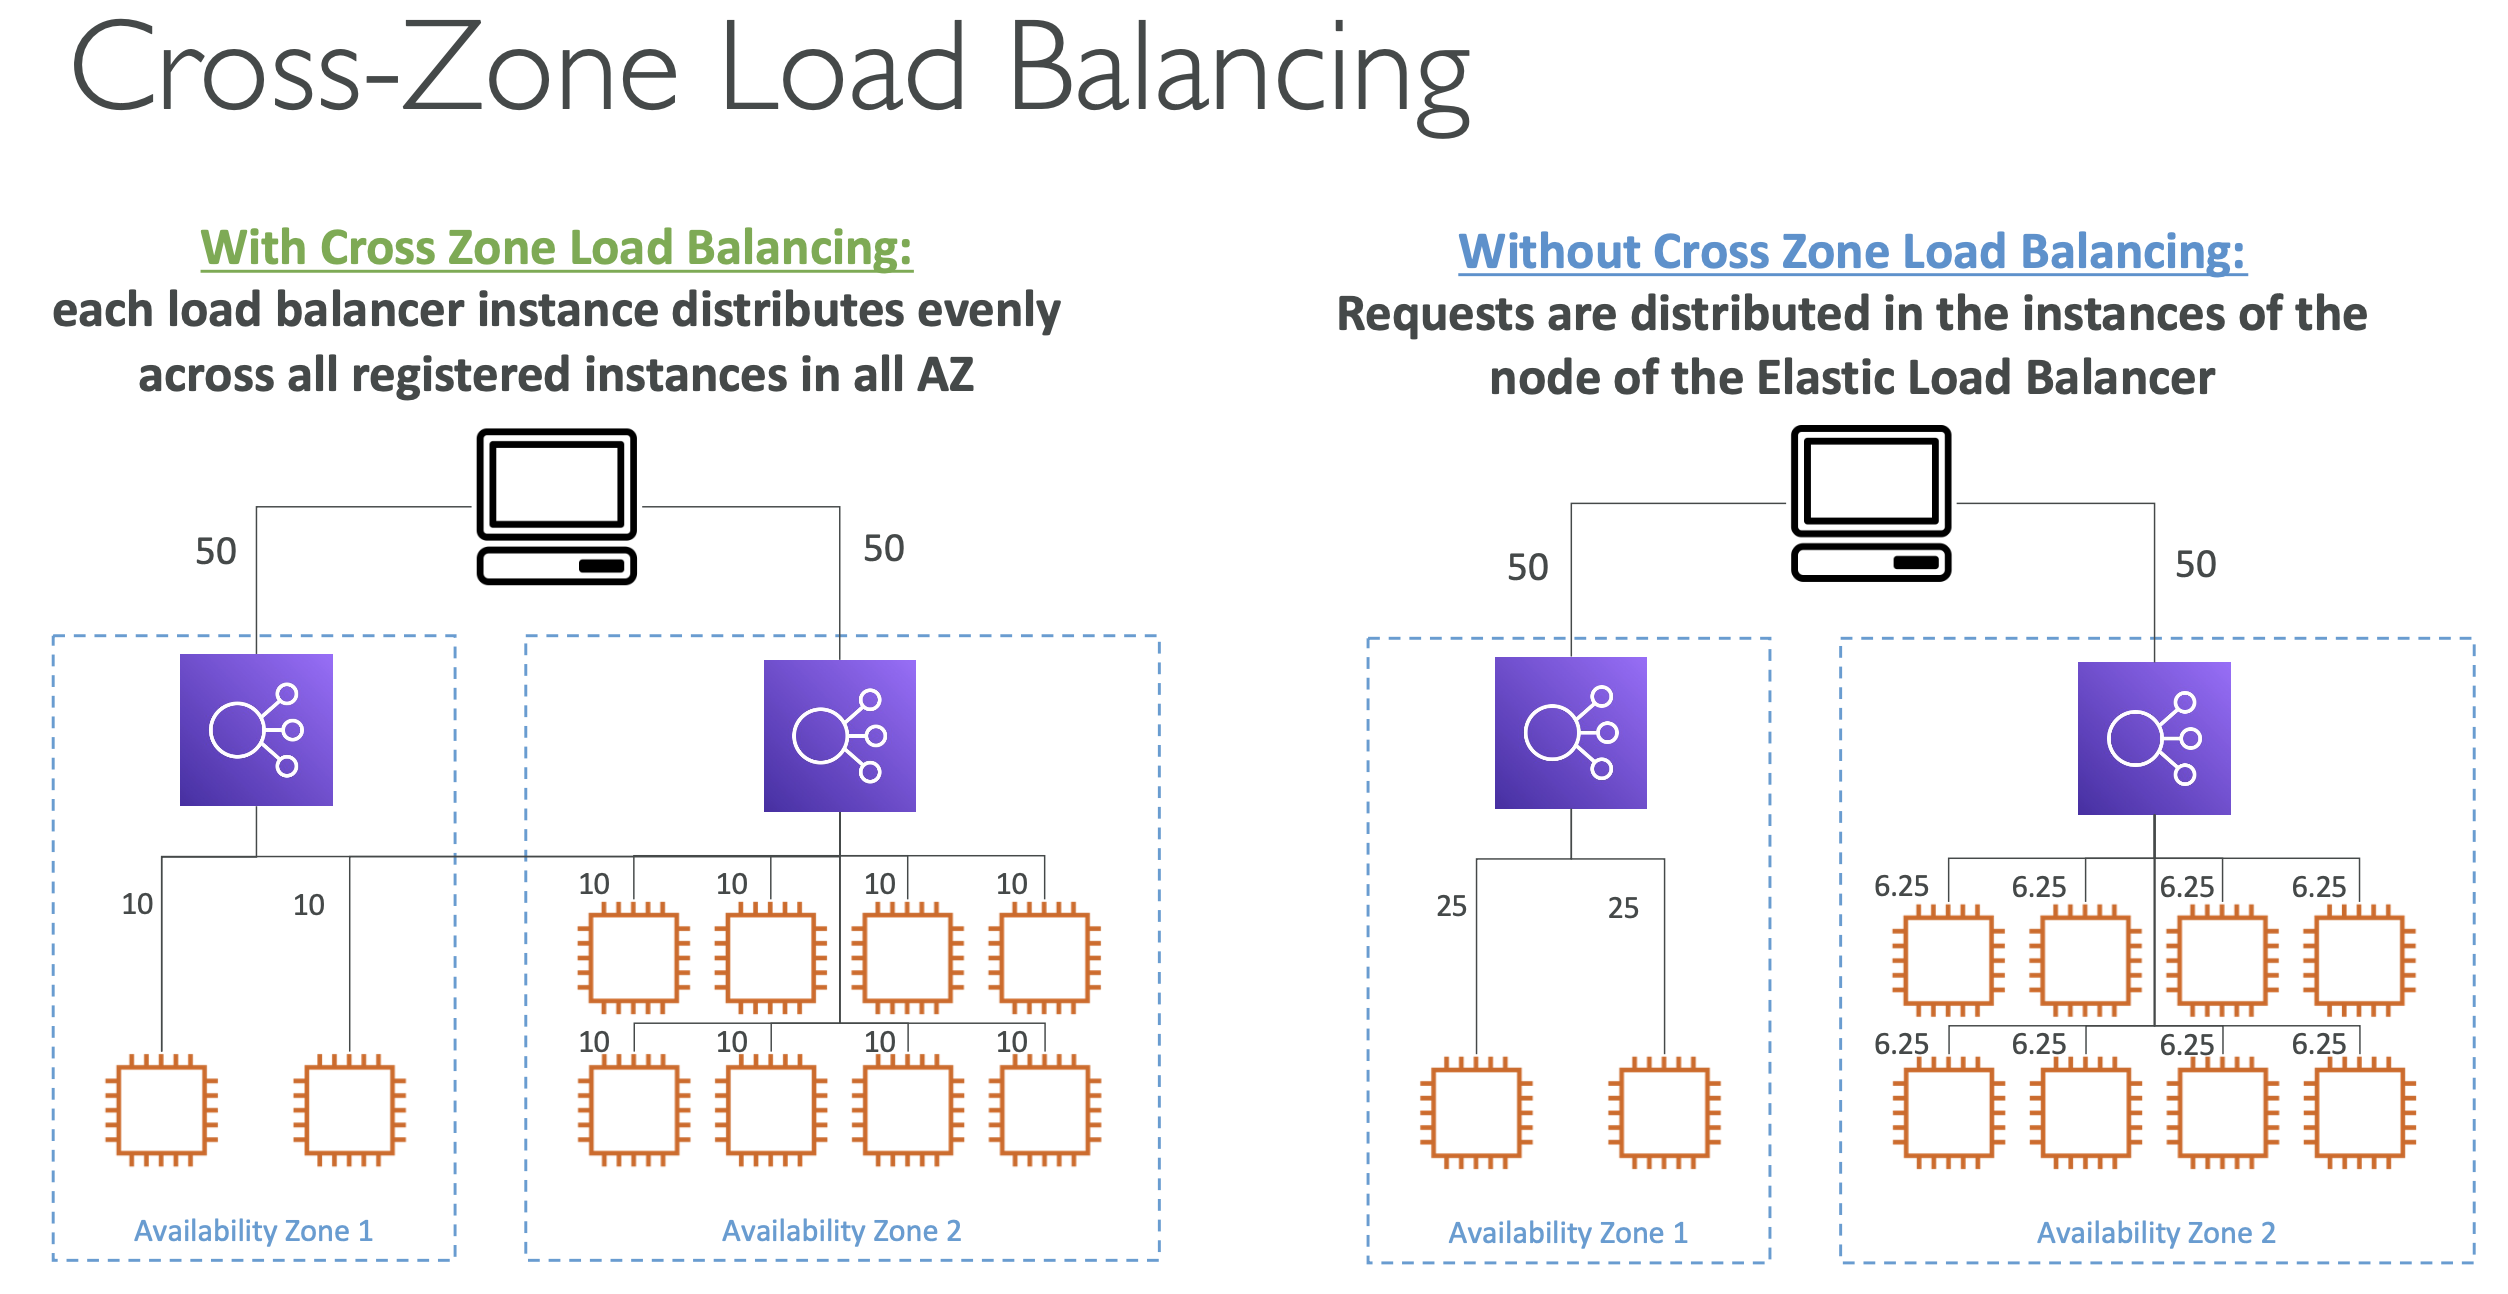 Cross-Zone Load Balancing
With Cross Zone Load Balancing:
each load balancer instance distributes evenly
across all registered instances in all AZ
50
50
10
10
10
10
10
10
10
10
10
10
Availability Zone 1
Availability Zone 2
Without Cross Zone Load Balancing:
Requests are distributed in the instances of the
node of the Elastic Load Balancer
50
50
25
25
6.25
6.25
6.25
6.25
6.25
6.25
6.25
6.25
Availability Zone 1
Availability Zone 2